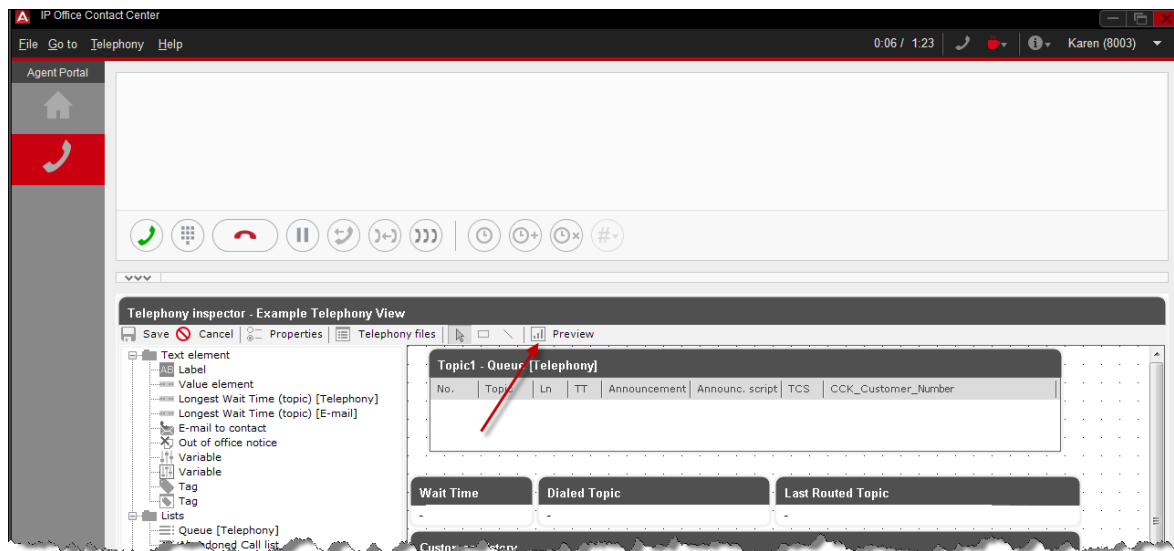 IP Office Contact Center
File Go to Telephony Help 0:06 / 1:23 Karen (8003)
Agent Portal
Telephony inspector - Example Telephony View
Save Cancel Properties Telephony files Preview
Text element
AB Label
Value element
Longest Wait Time (topic) [Telephony]
Longest Wait Time (topic) [E-mail]
E-mail to contact
Out of office notice
Variable
Variable
Tag
Tag
Lists
Queue [Telephony]
Abandoned Call list
Topic1 - Queue [Telephony]
No. Topic Ln TT Announcement Announc. script TCS CCK_Customer_Number
Wait Time Dialed Topic Last Routed Topic
- - -